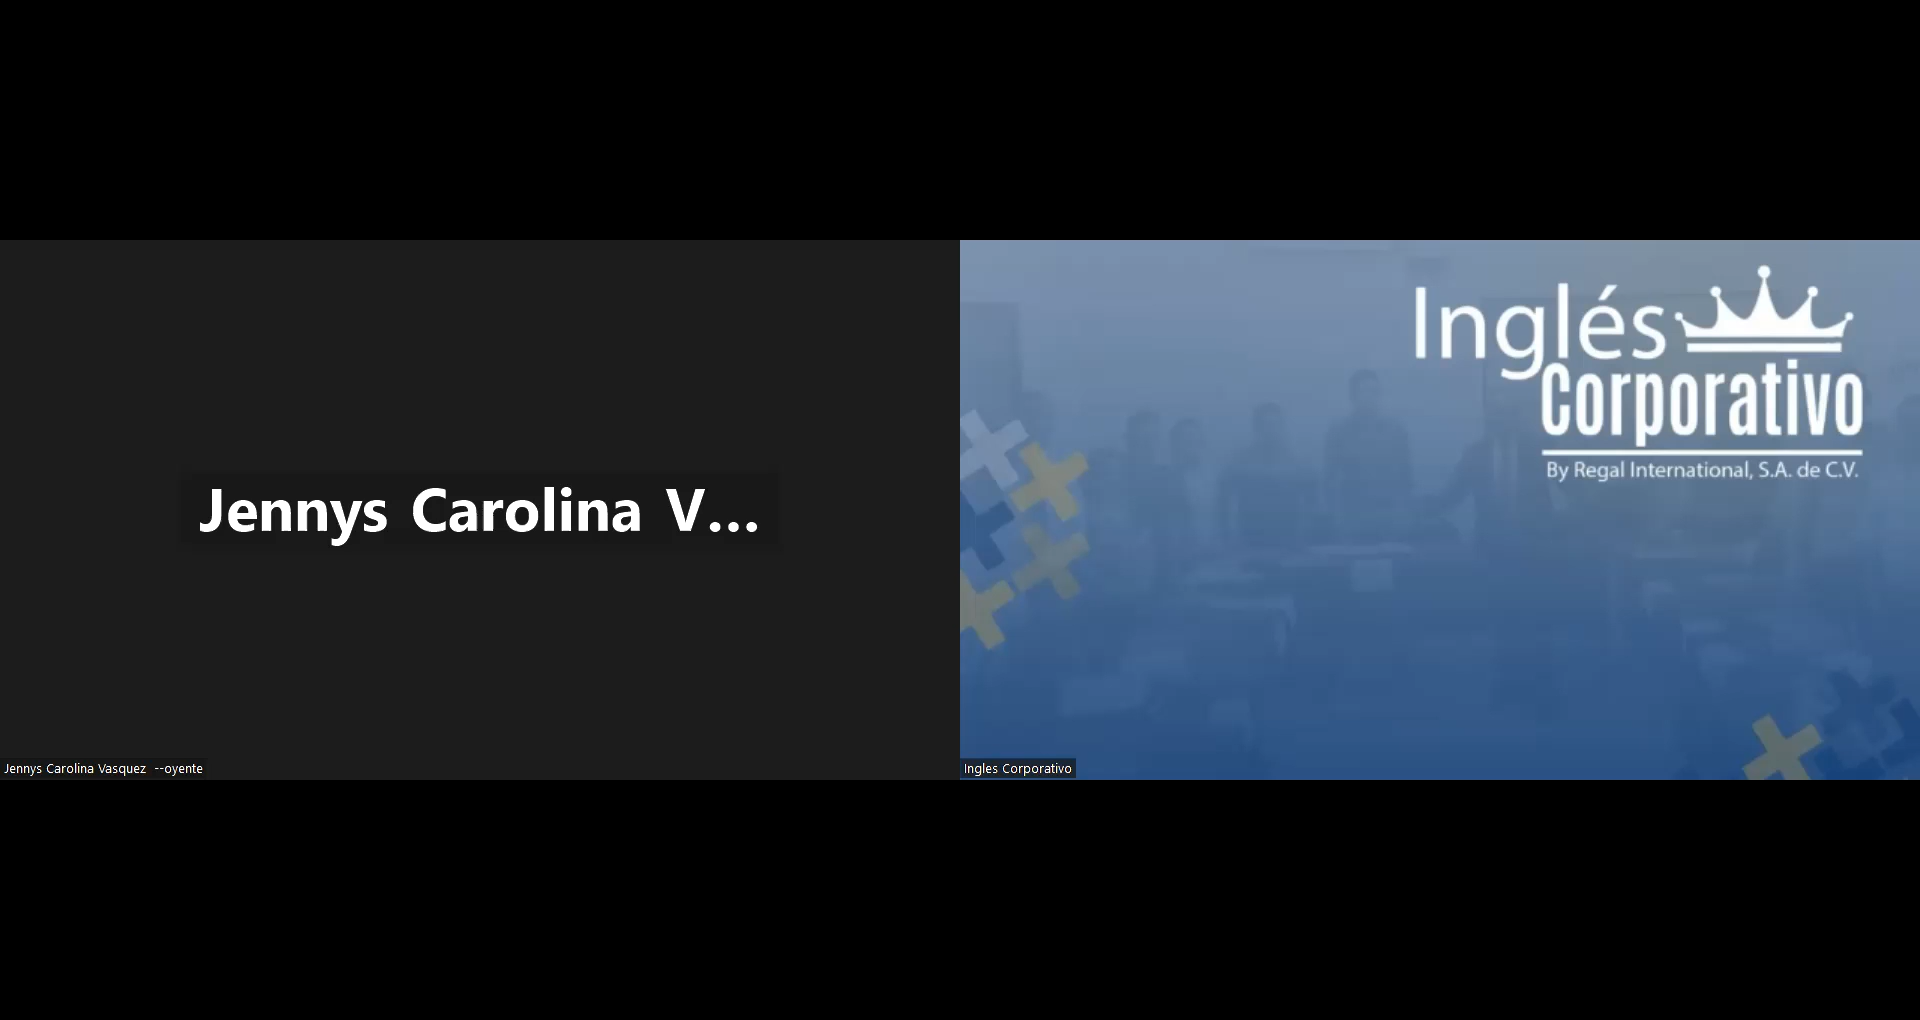 Jennys Carolina V...
Jennys Carolina Vasquez --oyente
Inglés
Corporativo
By Regal International, S.A. de C.V.
Ingles Corporativo